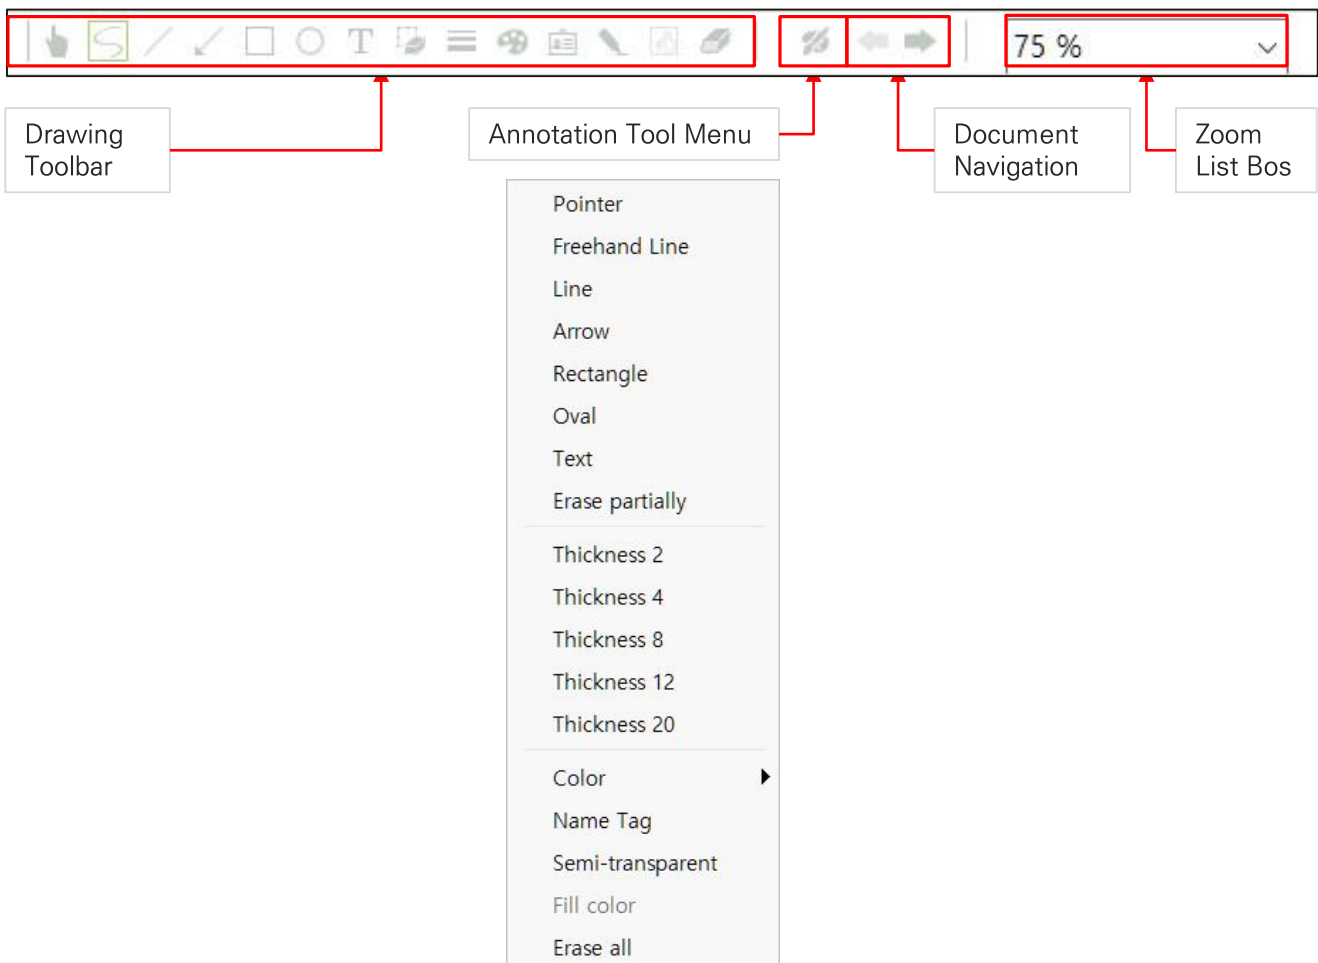 T
75 %
Drawing
Toolbar
Annotation Tool Menu
Document
Navigation
Zoom
List Bos
Pointer
Freehand Line
Line
Arrow
Rectangle
Oval
Text
Erase partially
Thickness 2
Thickness 4
Thickness 8
Thickness 12
Thickness 20
Color
Name Tag
Semi-transparent
Fill color
Erase all